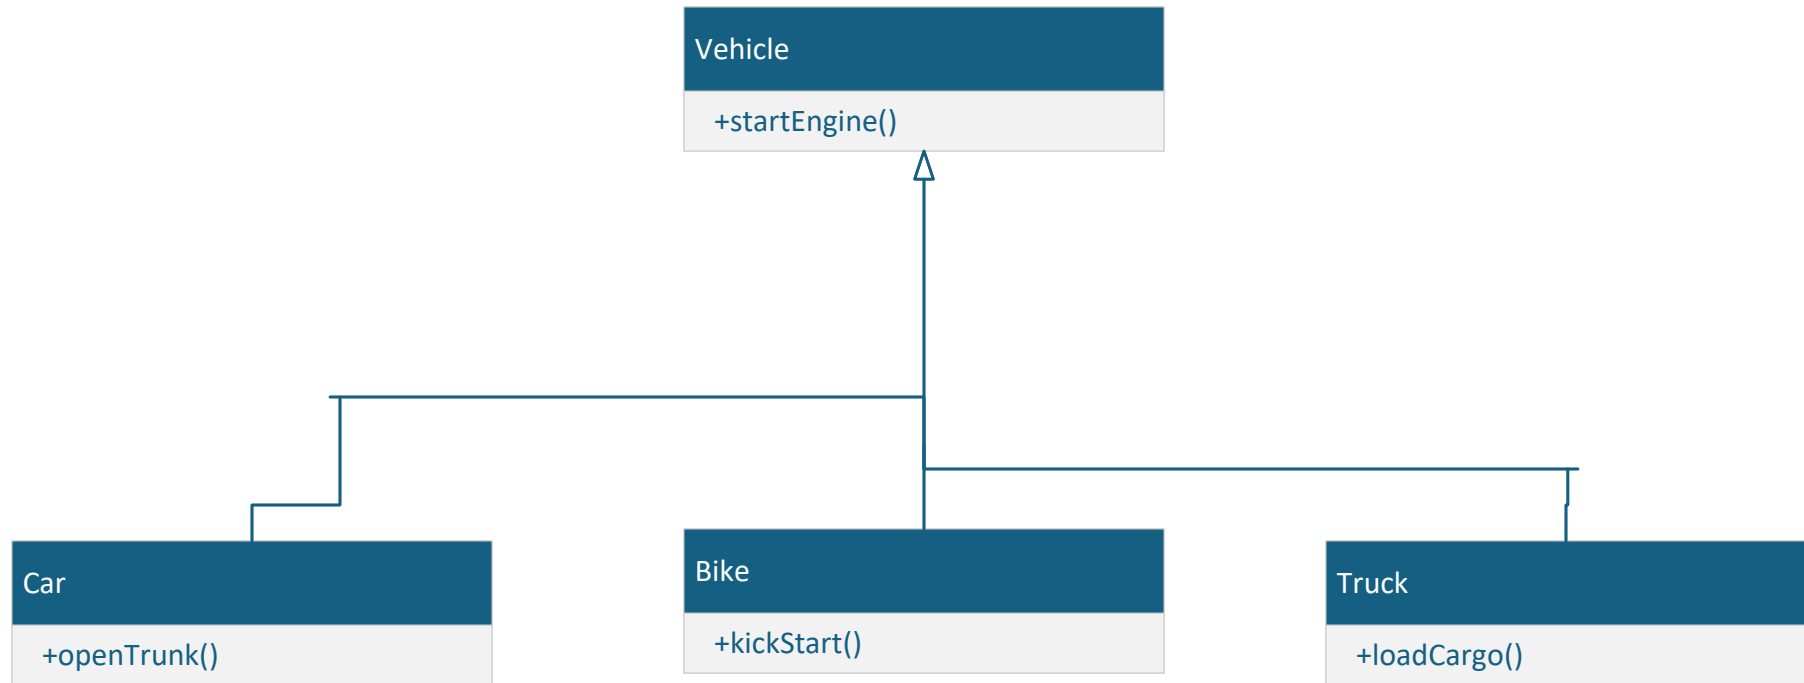 Vehicle
+startEngine()
Car
+openTrunk()
Bike
+kickStart()
Truck
+loadCargo()